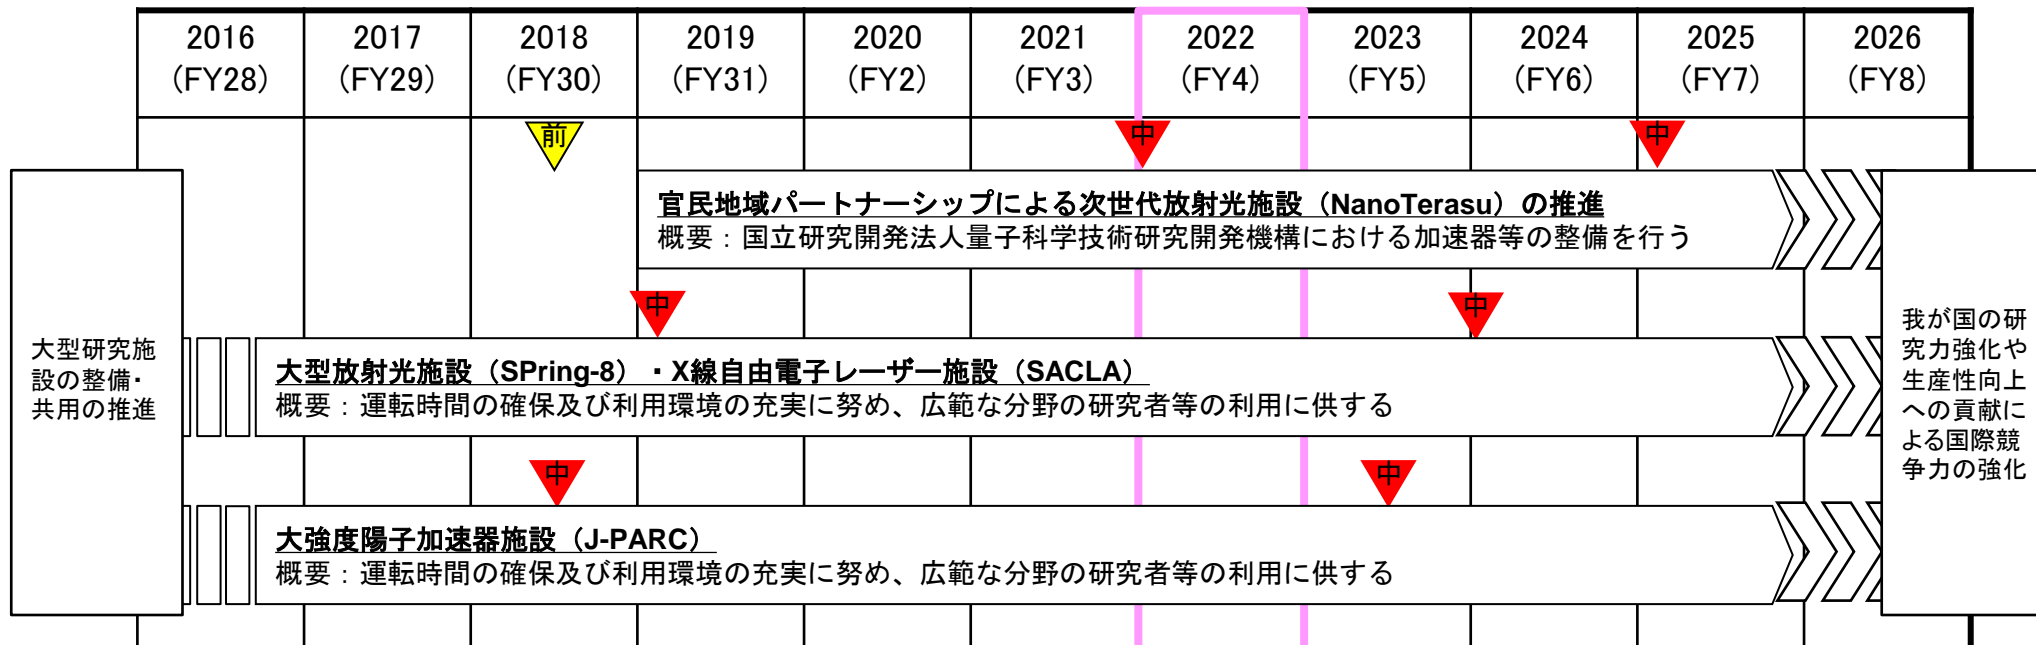 2016 2017 2018 2019 2020 2021 2022 2023 2024 2025 2026
(FY28) (FY29) (FY30) (FY31) (FY2) (FY3) (FY4) (FY5) (FY6) (FY7) (FY8)
前 中 中
官民地域パートナーシップによる次世代放射光施設（NanoTerasu）の推進
概要：国立研究開発法人量子科学技術研究開発機構における加速器等の整備を行う
中 中
大型放射光施設（SPring-8）・X線自由電子レーザー施設（SACLA）
概要：運転時間の確保及び利用環境の充実に努め、広範な分野の研究者等の利用に供する
中 中
大強度陽子加速器施設（J-PARC）
概要：運転時間の確保及び利用環境の充実に努め、広範な分野の研究者等の利用に供する
大型研究施
設の整備・
共用の推進
我が国の研
究力強化や
生産性向上
への貢献に
よる国際競
争力の強化